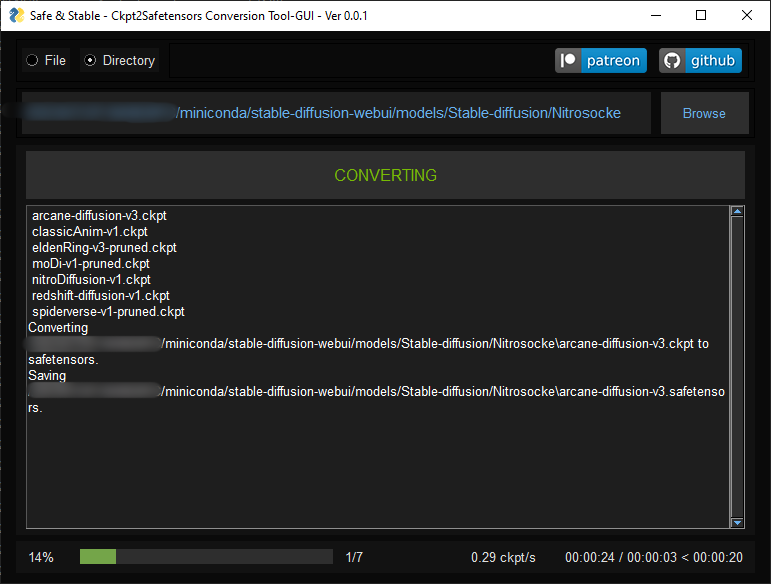 Safe & Stable - Ckpt2Safetensors Conversion Tool-GUI - Ver 0.0.1
File Directory patreon github
/miniconda/stable-diffusion-webui/models/Stable-diffusion/Nitrosocke Browse
CONVERTING
arcane-diffusion-v3.ckpt
classicAnim-v1.ckpt
eldenRing-v3-pruned.ckpt
moDi-v1-pruned.ckpt
nitroDiffusion-v1.ckpt
redshift-diffusion-v1.ckpt
spiderverse-v1-pruned.ckpt
Converting
/miniconda/stable-diffusion-webui/models/Stable-diffusion/Nitrosocke\arcane-diffusion-v3.ckpt to
safetensors.
Saving
/miniconda/stable-diffusion-webui/models/Stable-diffusion/Nitrosocke\arcane-diffusion-v3.safetenso
rs.
14% 1/7 0.29 ckpt/s 00:00:24 / 00:00:03 < 00:00:20